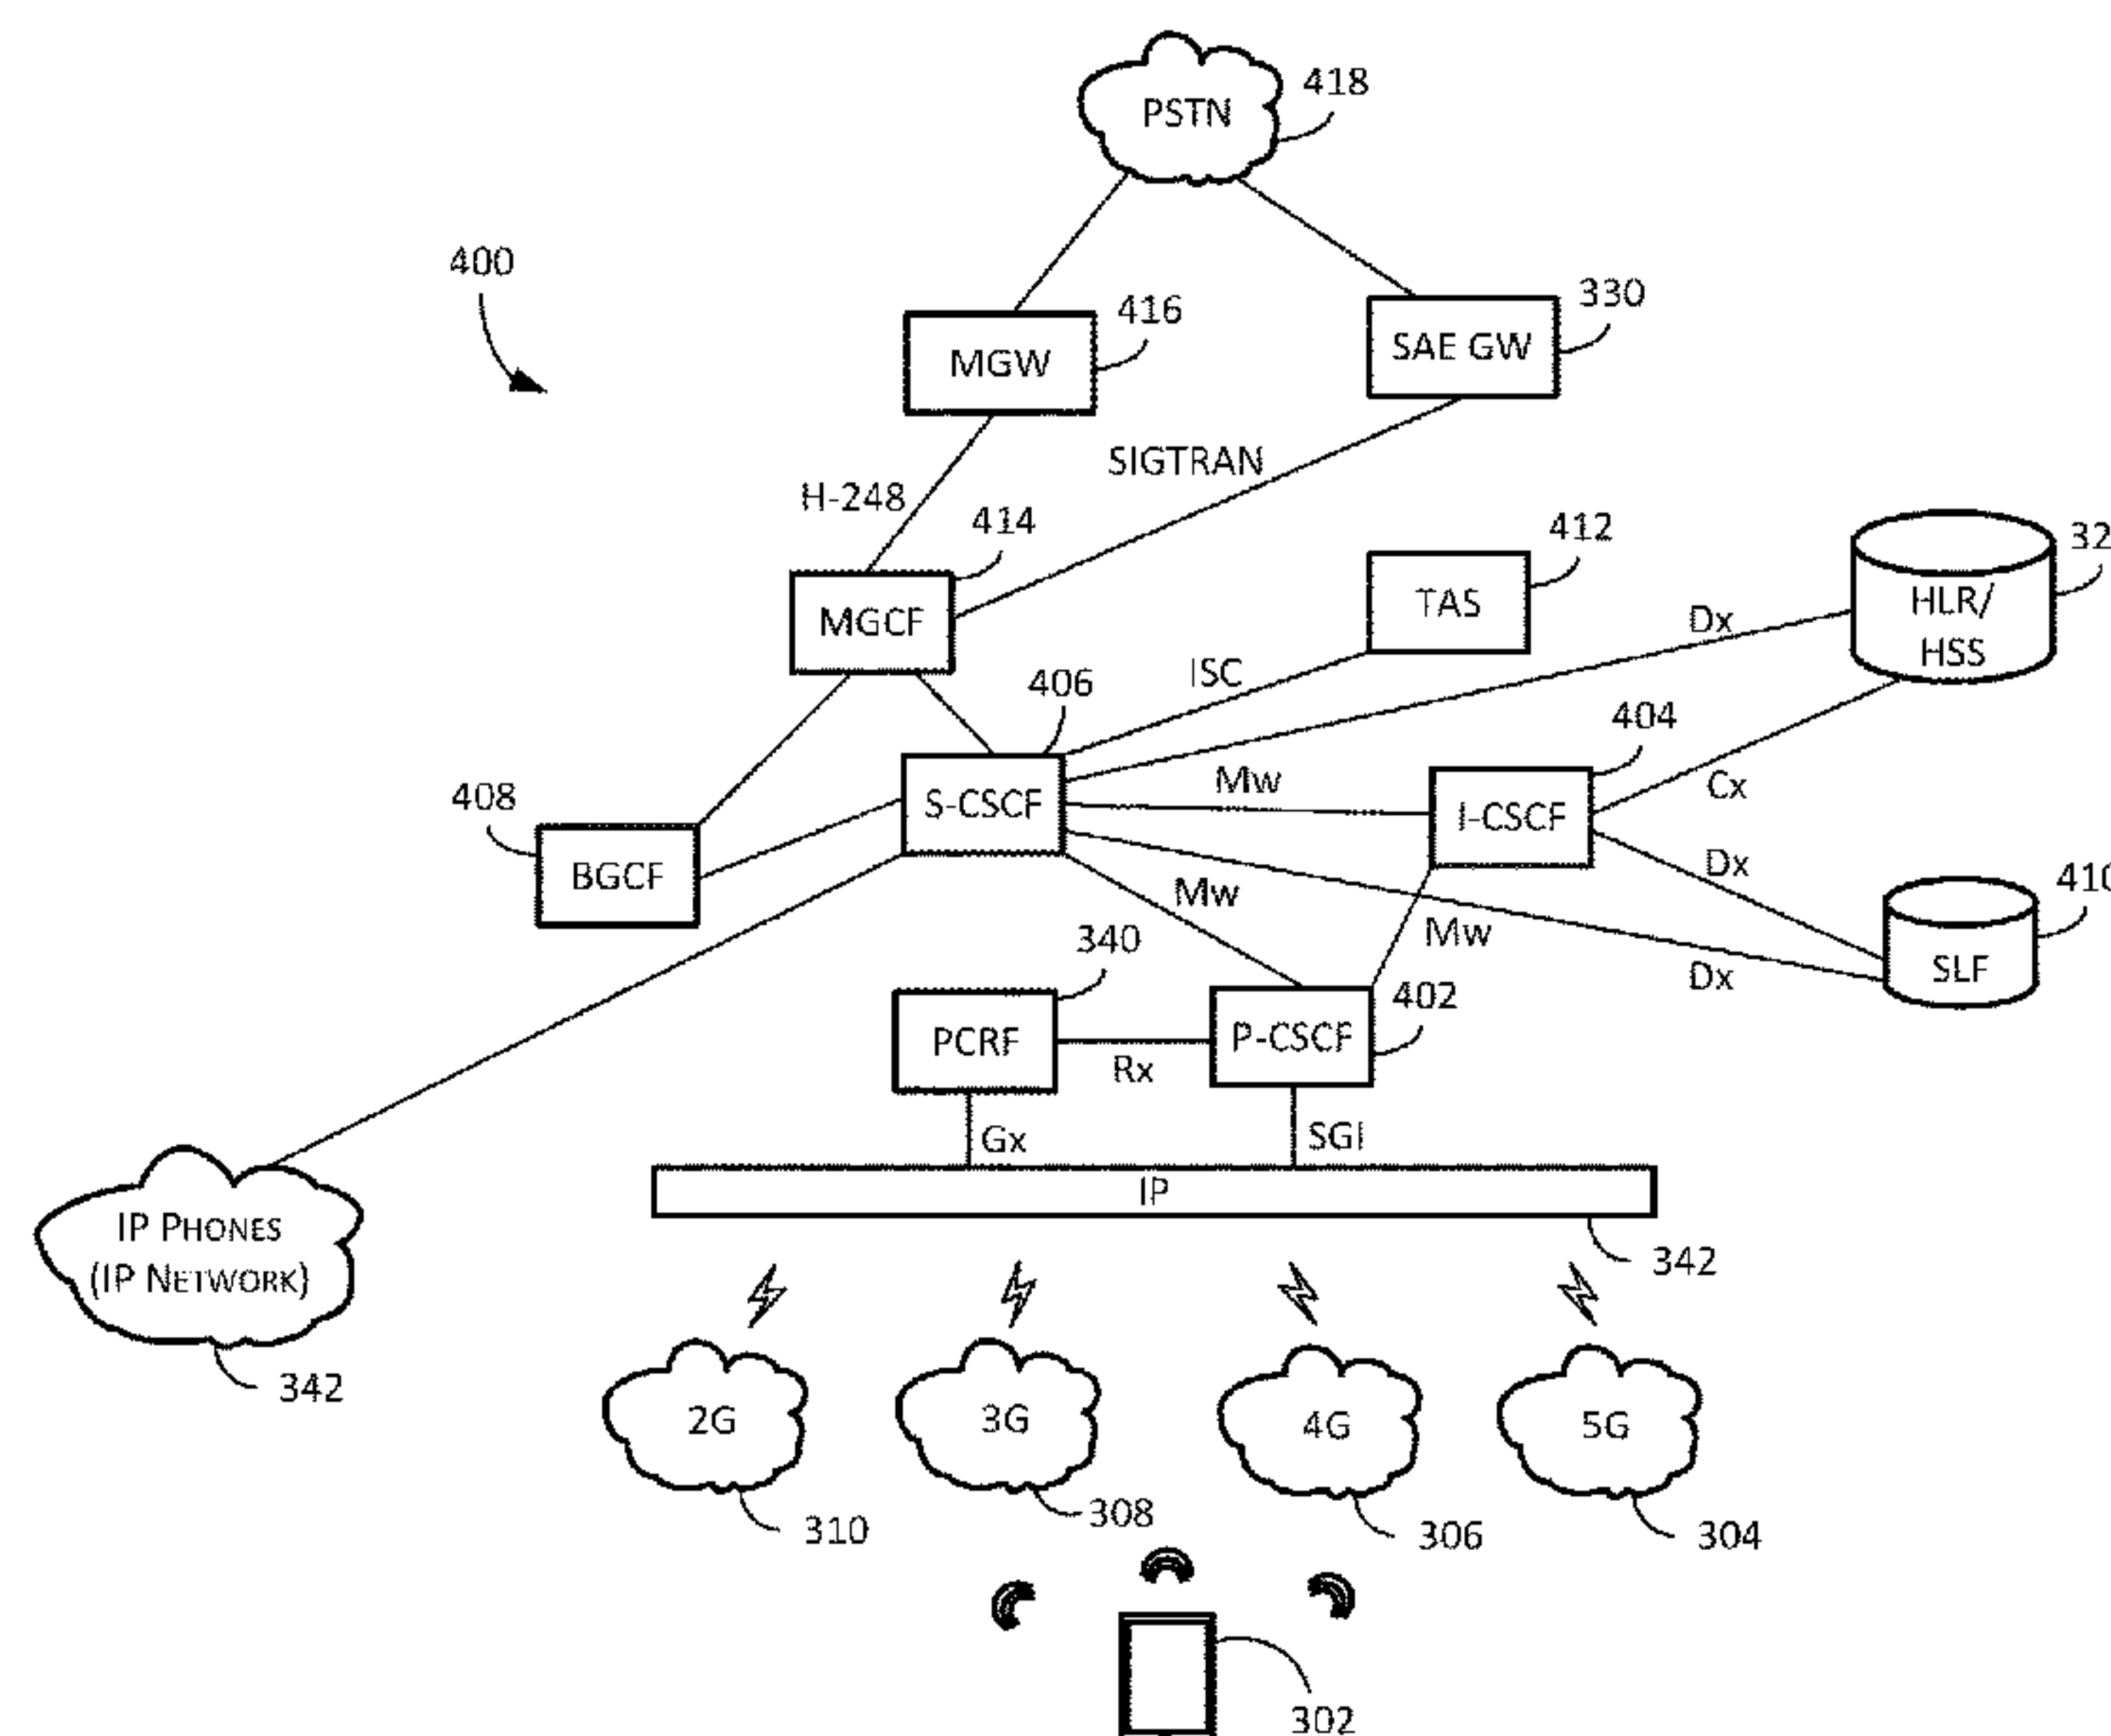 418
PSTN
400
416
330
MGW
SAE GW
SIGTRAN
H-248
414
412
32
MGCF
TAS
HLR/
HSS
Dx
ISC
406
404
Mw
Cx
408
S-CSCF
I-CSCF
BGCF
Dx
410
Mw
Mw
SLF
340
Dx
402
PCRF
P-CSCF
Rx
Gx
SGI
IP
IP PHONES
(IP NETWORK)
342
342
2G
3G
4G
5G
310
308
306
304
302